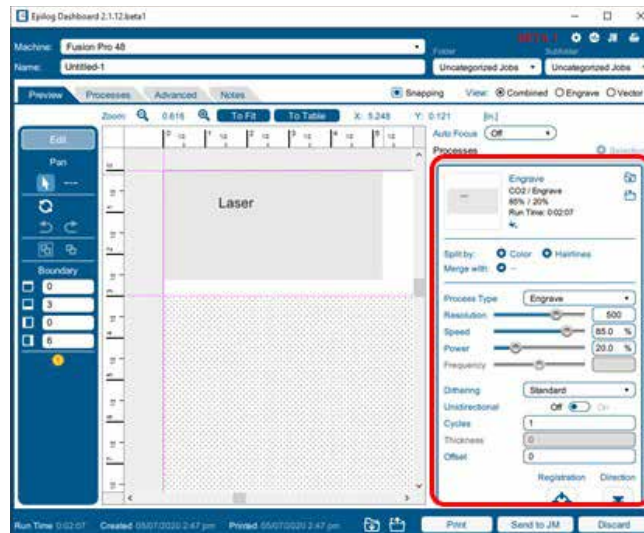 Epilog Dashboard 2.1.12.beta1
Machine: Fusion Pro 48
Folder Subfolder
Name: Untitled-1 Uncategorized Jobs Uncategorized Jobs
Preview Processes Advanced Notes Snapping View: Combined Engrave Vector
Zoom: 0.616 To Fit To Table X: 5.248 Y: 0.121 [in.]
Edit
Pan
Boundary
0
3
0
6
Laser
Auto Focus Off
Processes
Engrave
CO2 / Engrave
85% / 20%
Run Time: 0:02:07
Split by: Color Hairlines
Merge with: -
Process Type Engrave
Resolution 500
Speed 85.0 %
Power 20.0 %
Frequency
Dithering Standard
Unidirectional Off On
Cycles 1
Thickness 0
Offset 0
Registration Direction
Run Time 0:02:07 Created 05/07/2020 2:47 pm Printed 05/07/2020 2:47 pm
Print Send to JM Discard